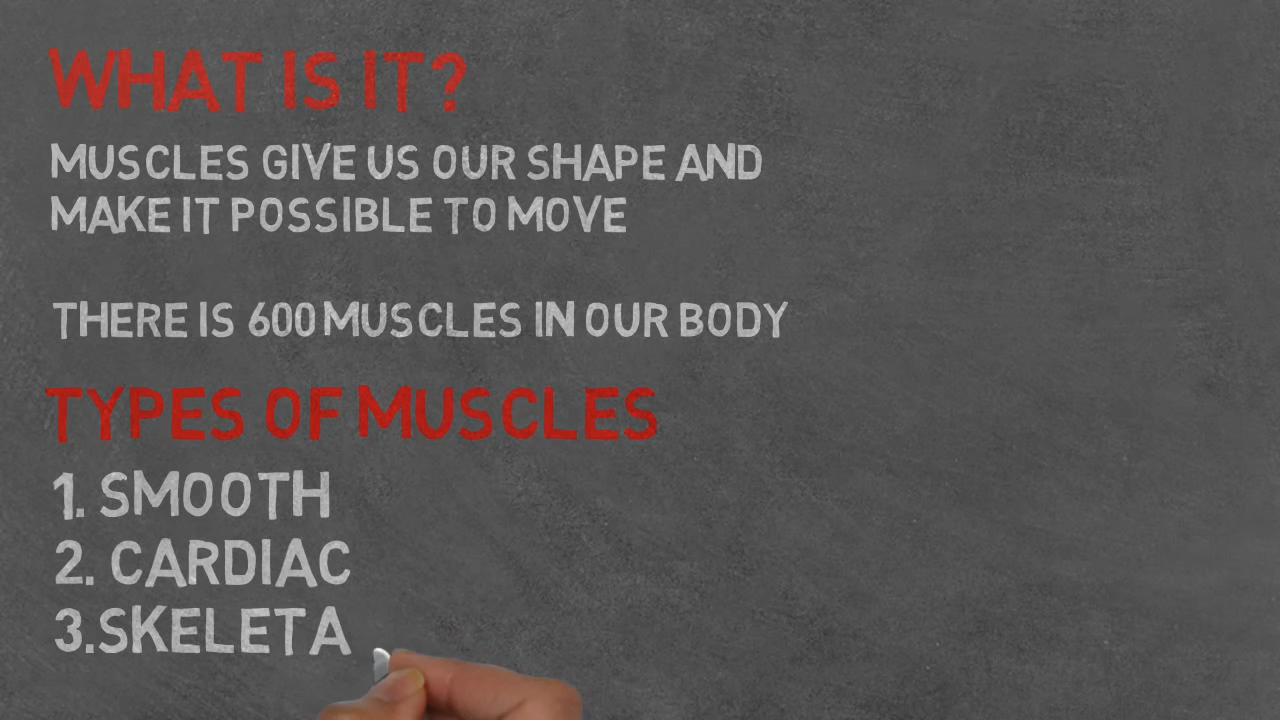 WHAT IS IT?
MUSCLES GIVE US OUR SHAPE AND
MAKE IT POSSIBLE TO MOVE
THERE IS 600 MUSCLES IN OUR BODY
TYPES OF MUSCLES
1. SMOOTH
2. CARDIAC
3.SKELETA